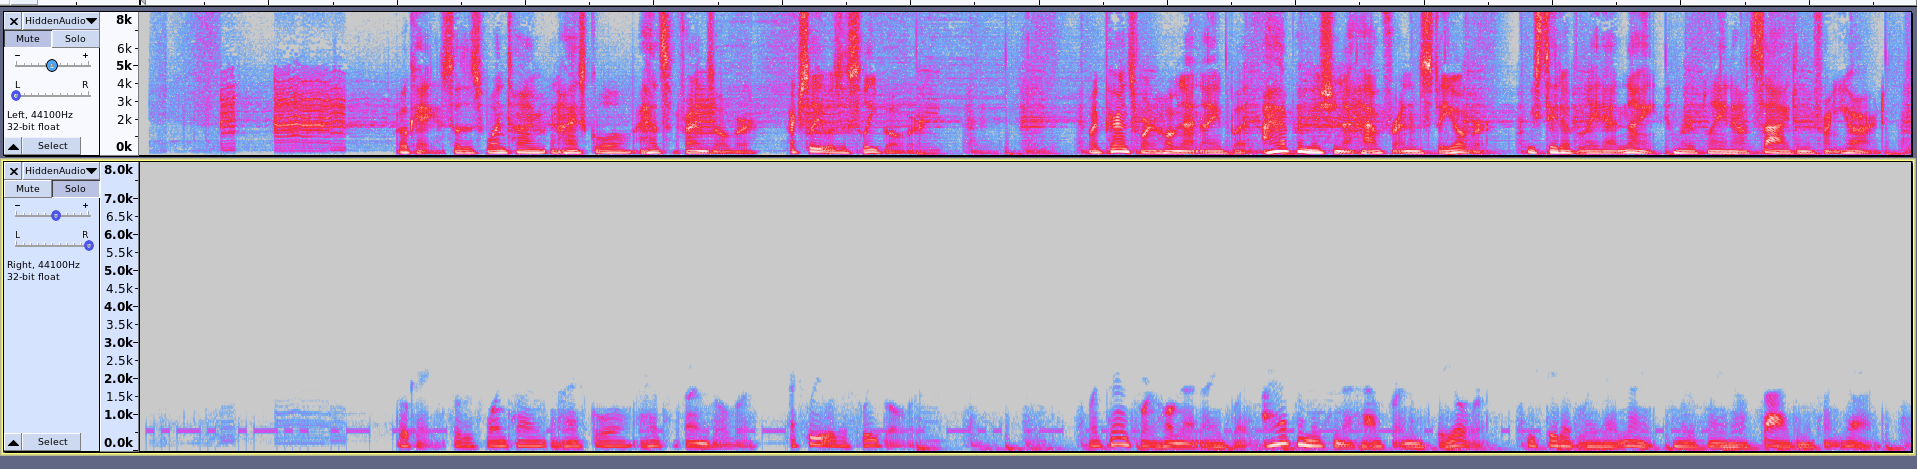 HiddenAudio
Mute Solo
- +
L R
Left, 44100Hz
32-bit float
Select
8k
6k
5k
4k
3k
2k
0k
HiddenAudio
Mute Solo
- +
L R
Right, 44100Hz
32-bit float
Select
8.0k
7.0k
6.5k
6.0k
5.5k
5.0k
4.5k
4.0k
3.5k
3.0k
2.5k
2.0k
1.5k
1.0k
0.0k